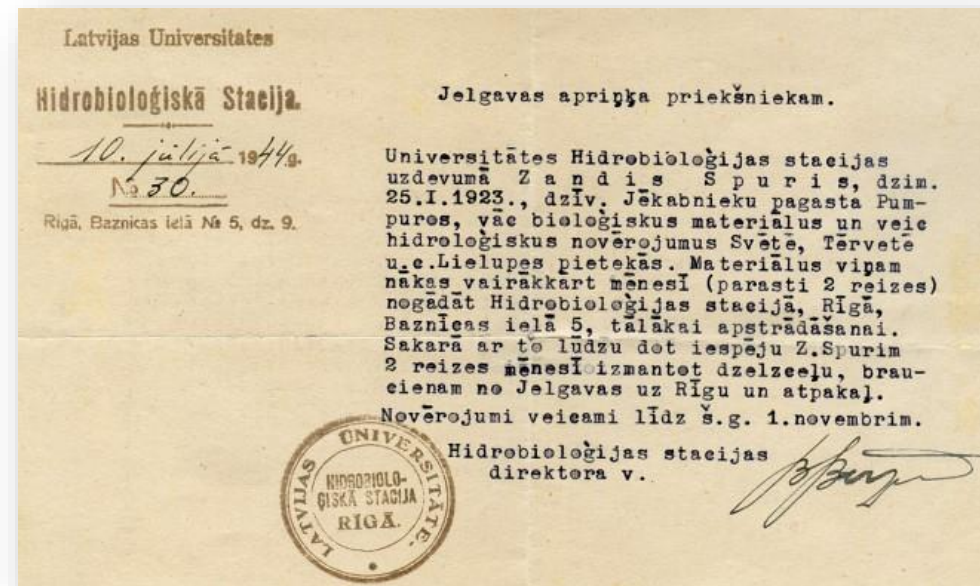 Latvijas Universitates
Hidrobioloģiskā Stacija.
10. jūlijā 1944g.
№ 30.
Rīgā, Baznicas ielā № 5, dz. 9.
Jelgavas apriņķa priekšniekam.
Universitātes Hidrobioloģijas stacijas
uzdevumā Z a n d i s S p u r i s, dzim.
25.I.1923., dzīv. Jēkabnieku pagasta Pum-
puros, vāc bioloģiskus materiālus un veic
hidroloģiskus novērojumus Svētē, Tērvetē
u.c.Lielupes pietekās. Materiālus viņam
nākas vairākkārt mēnesī (parasti 2 reizes)
nogādāt Hidrobioloģijas stacijā, Rīgā,
Baznīcas ielā 5, tālākai apstrādāšanai.
Sakarā ar to lūdzu dot iespēju Z.Spurim
2 reizes mēnesī izmantot dzelzceļu, brau-
cienam no Jelgavas uz Rīgu un atpakaļ.
Novērojumi veicami līdz š.g. 1.novembrim.
Hidrobioloģijas stacijas
direktora v.
LATVIJAS UNIVERSITĀTE.
HIDROBIOLO-
ĢISKĀ STACIJA
RĪGĀ.